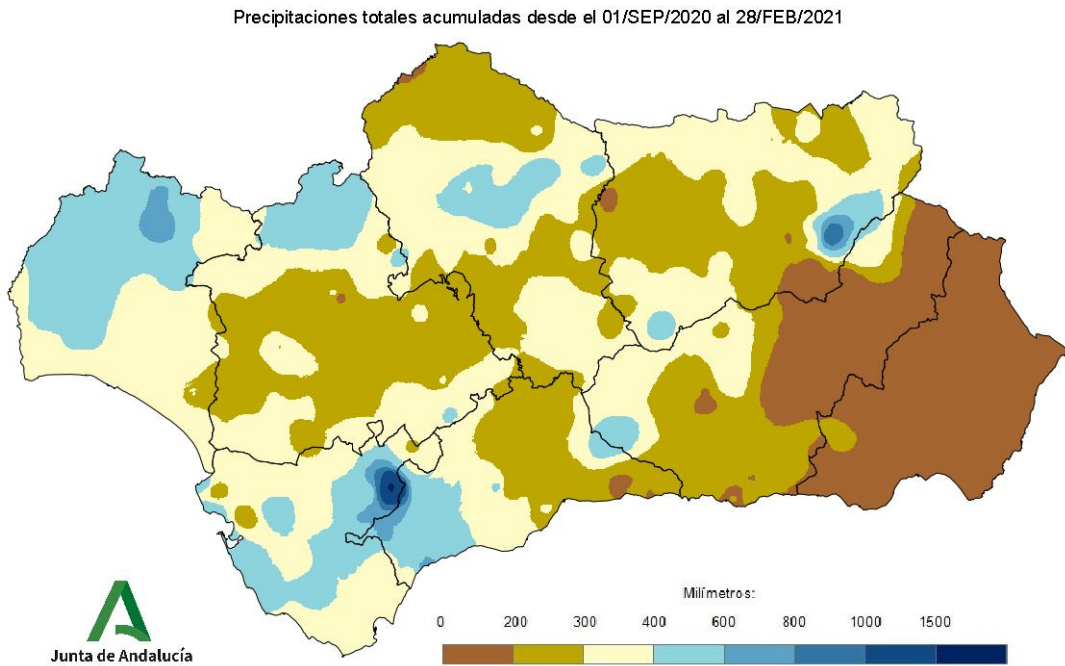 Precipitaciones totales acumuladas desde el 01/SEP/2020 al 28/FEB/2021
Milímetros:
0 200 300 400 600 800 1000 1500
Junta de Andalucía